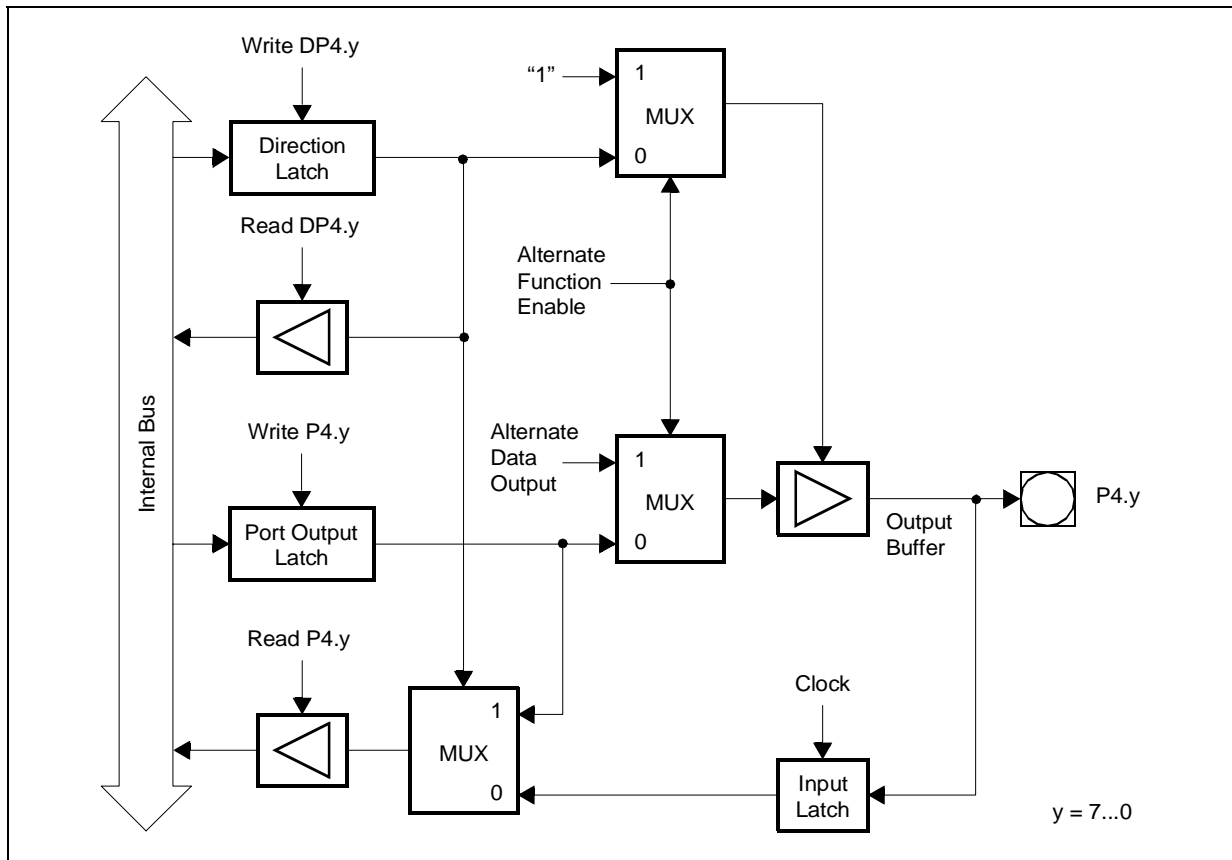 Write DP4.y
“1”
1
MUX
0
Direction
Latch
Read DP4.y
Alternate
Function
Enable
Internal Bus
Write P4.y
Alternate
Data
Output
1
MUX
0
Port Output
Latch
Output
Buffer
P4.y
Read P4.y
1
MUX
0
Clock
Input
Latch
y = 7...0